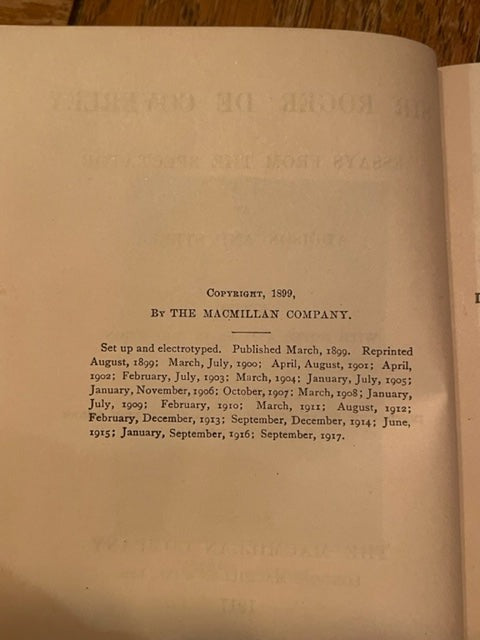 COPYRIGHT, 1899,
BY THE MACMILLAN COMPANY.
Set up and electrotyped. Published March, 1899. Reprinted
August, 1899; March, July, 1900; April, August, 1901; April,
1902; February, July, 1903; March, 1904; January, July, 1905;
January, November, 1906; October, 1907; March, 1908; January,
July, 1909; February, 1910; March, 1911; August, 1912;
February, December, 1913; September, December, 1914; June,
1915; January, September, 1916; September, 1917.